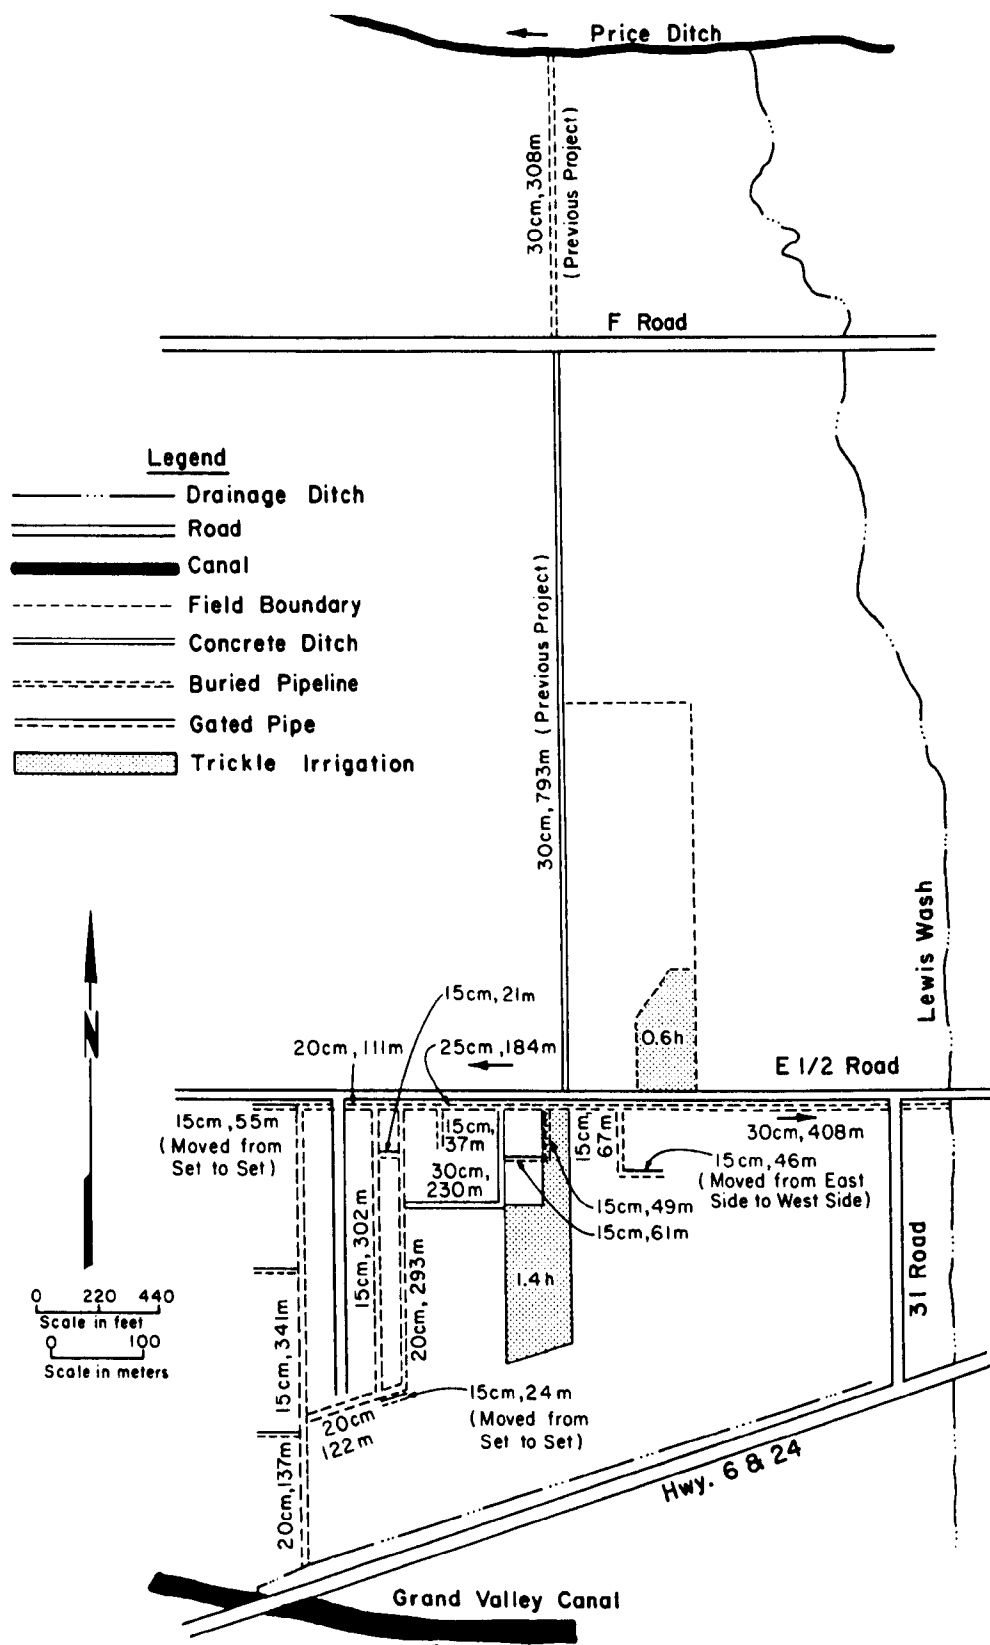 Price Ditch
30cm, 308m
(Previous Project)
F Road
Legend
Drainage Ditch
Road
Canal
Field Boundary
Concrete Ditch
Buried Pipeline
Gated Pipe
Trickle Irrigation
30cm, 793m (Previous Project)
Lewis Wash
N
15cm, 21m
0.6h
20cm, 111m
25cm, 184m
E 1/2 Road
15cm, 55m
(Moved from
Set to Set)
15cm,
37m
30cm,
230m
15cm,
67m
30cm, 408m
15cm, 46m
(Moved from East
Side to West Side)
15cm, 49m
15cm, 61m
15cm, 302m
20cm, 293m
1.4h
31 Road
0 220 440
Scale in feet
0 100
Scale in meters
15cm, 341m
15cm, 24m
(Moved from
Set to Set)
20cm
122m
20cm, 137m
Hwy. 6 & 24
Grand Valley Canal